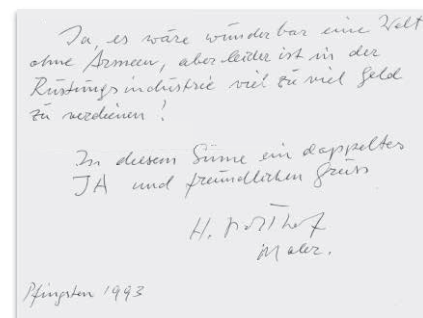 Ja, es wäre wunderbar eine Welt
ohne Armeen, aber leider ist in der
Rüstungsindustrie viel zu viel Geld
zu verdienen!
In diesem Sinne ein doppeltes
JA und freundlichen Gruss
H. Potthof
Maler.
Pfingsten 1993